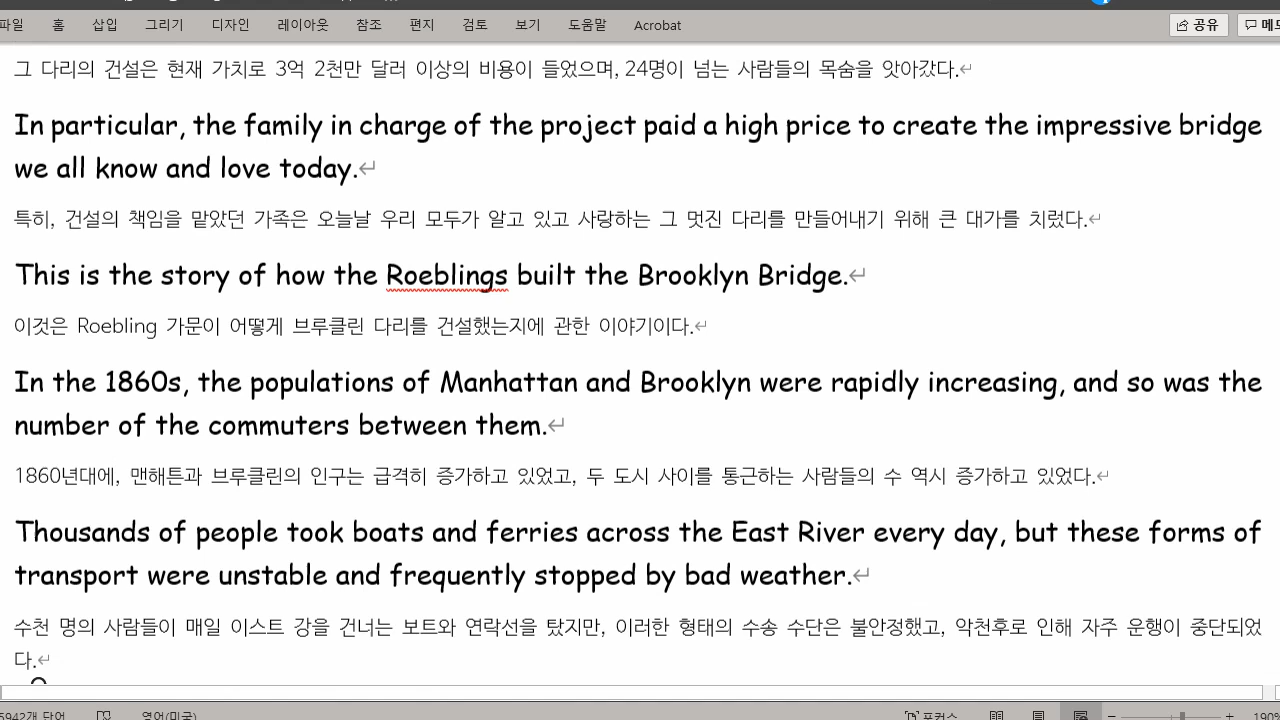 파일 홈 삽입 그리기 디자인 레이아웃 참조 편지 검토 보기 도움말 Acrobat 공유
그 다리의 건설은 현재 가치로 3억 2천만 달러 이상의 비용이 들었으며, 24명이 넘는 사람들의 목숨을 앗아갔다.
In particular, the family in charge of the project paid a high price to create the impressive bridge
we all know and love today.
특히, 건설의 책임을 맡았던 가족은 오늘날 우리 모두가 알고 있고 사랑하는 그 멋진 다리를 만들어내기 위해 큰 대가를 치렀다.
This is the story of how the Roeblings built the Brooklyn Bridge.
이것은 Roebling 가문이 어떻게 브루클린 다리를 건설했는지에 관한 이야기이다.
In the 1860s, the populations of Manhattan and Brooklyn were rapidly increasing, and so was the
number of the commuters between them.
1860년대에, 맨해튼과 브루클린의 인구는 급격히 증가하고 있었고, 두 도시 사이를 통근하는 사람들의 수 역시 증가하고 있었다.
Thousands of people took boats and ferries across the East River every day, but these forms of
transport were unstable and frequently stopped by bad weather.
수천 명의 사람들이 매일 이스트 강을 건너는 보트와 연락선을 탔지만, 이러한 형태의 수송 수단은 불안정했고, 악천후로 인해 자주 운행이 중단되었
다.
5942개 단어 영어(미국) 포커스